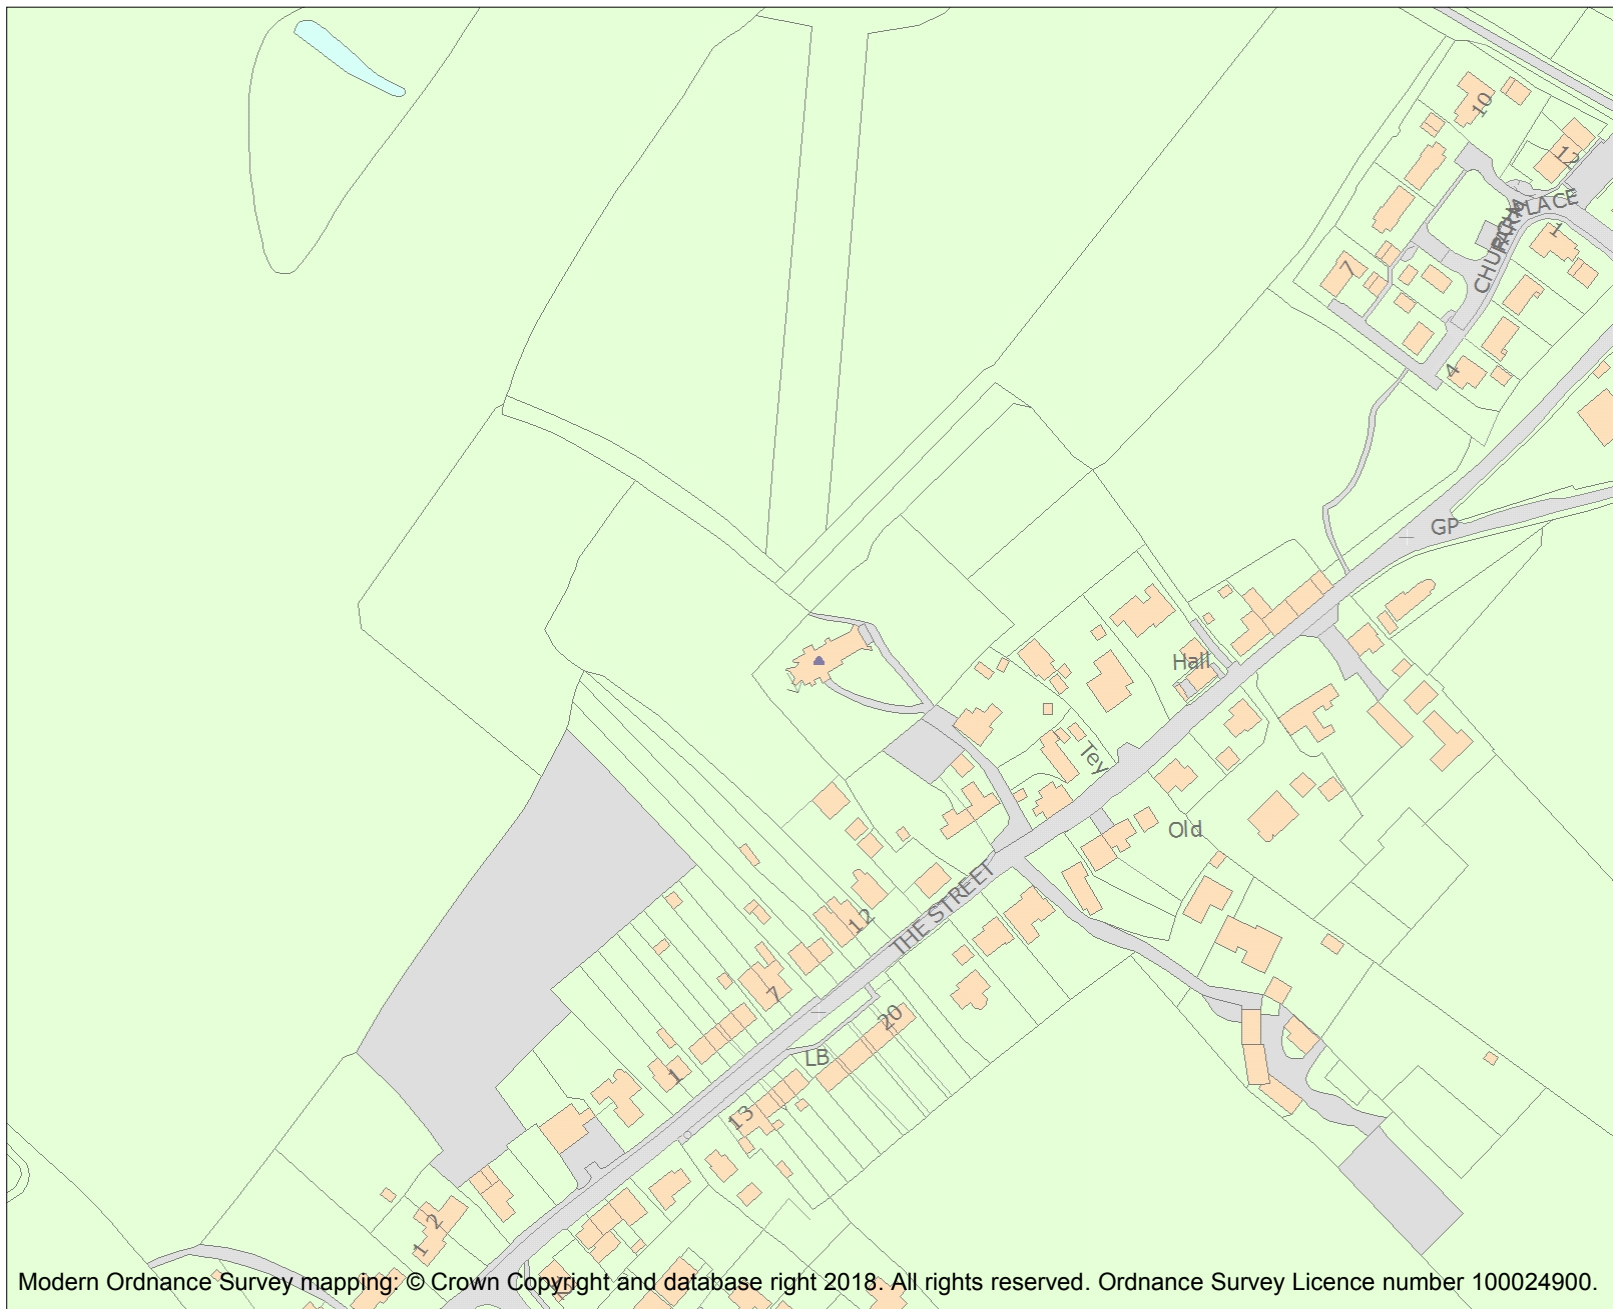 10
12
PLACE
FARM
CHURCH
1
7
4
GP
Hall
Tey
Old
THE STREET
12
7
20
LB
1
13
2
1
Modern Ordnance Survey mapping: © Crown Copyright and database right 2018. All rights reserved. Ordnance Survey Licence number 100024900.